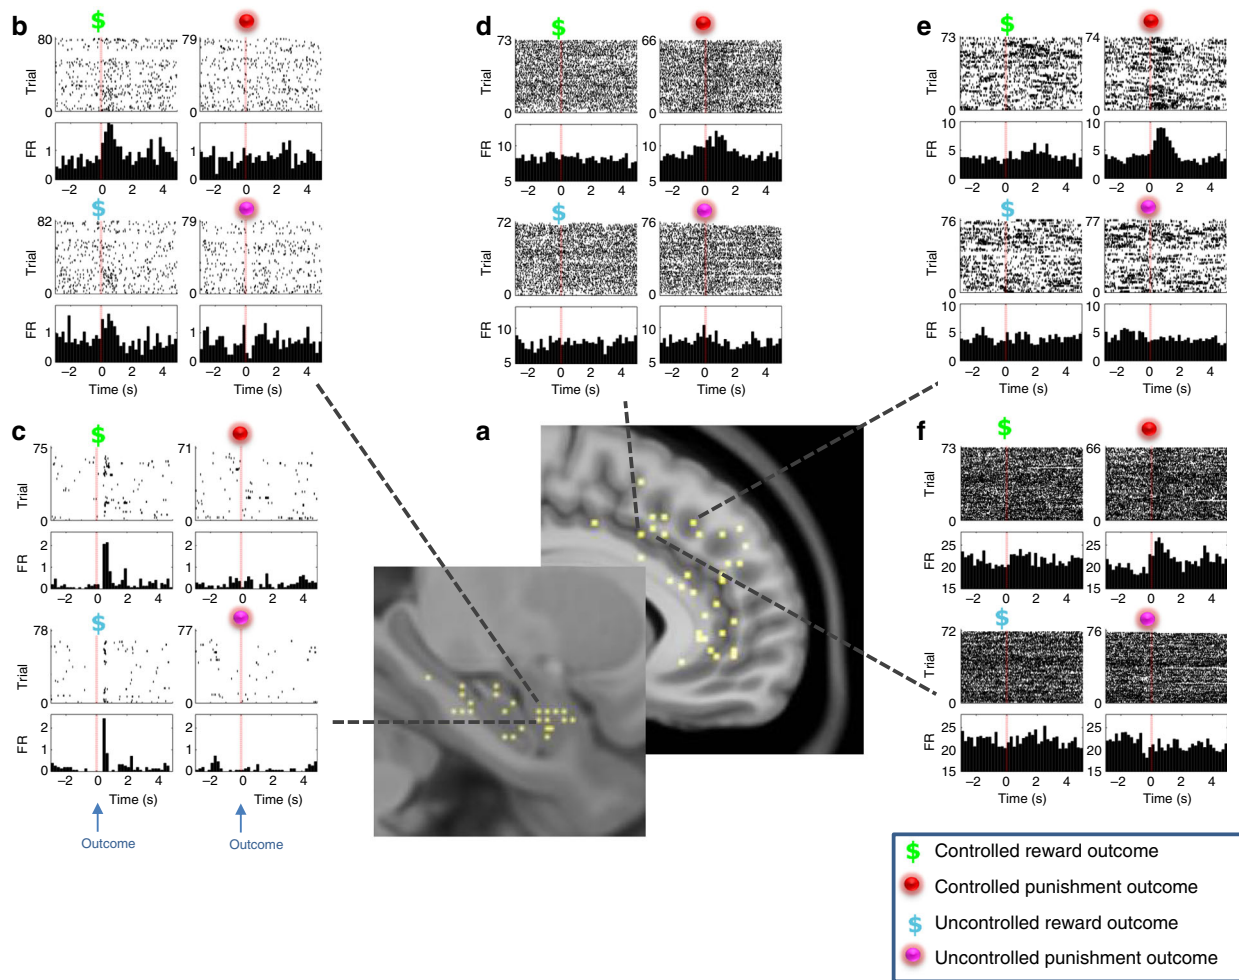 b
$
80
79
Trial
0
0
FR
1
1
0
0
−2 0 2 4
−2 0 2 4
$
82
79
Trial
0
0
FR
1
1
0
0
−2 0 2 4
−2 0 2 4
Time (s)
Time (s)
d
$
73
66
Trial
0
0
FR
10
10
5
5
−2 0 2 4
−2 0 2 4
$
72
76
Trial
0
0
FR
10
10
5
5
−2 0 2 4
−2 0 2 4
Time (s)
Time (s)
e
$
73
74
Trial
0
0
FR
10
10
5
5
0
0
−2 0 2 4
−2 0 2 4
$
76
77
Trial
0
0
FR
10
10
5
5
0
0
−2 0 2 4
−2 0 2 4
Time (s)
Time (s)
c
$
75
71
Trial
0
0
FR
2
2
1
1
0
0
−2 0 2 4
−2 0 2 4
$
78
77
Trial
0
0
FR
2
2
1
1
0
0
−2 0 2 4
−2 0 2 4
Time (s)
Time (s)
Outcome
Outcome
a
f
$
73
66
Trial
0
0
FR
25
25
20
20
15
15
−2 0 2 4
−2 0 2 4
$
72
76
Trial
0
0
FR
25
25
20
20
15
15
−2 0 2 4
−2 0 2 4
Time (s)
Time (s)
$ Controlled reward outcome
Controlled punishment outcome
$ Uncontrolled reward outcome
Uncontrolled punishment outcome